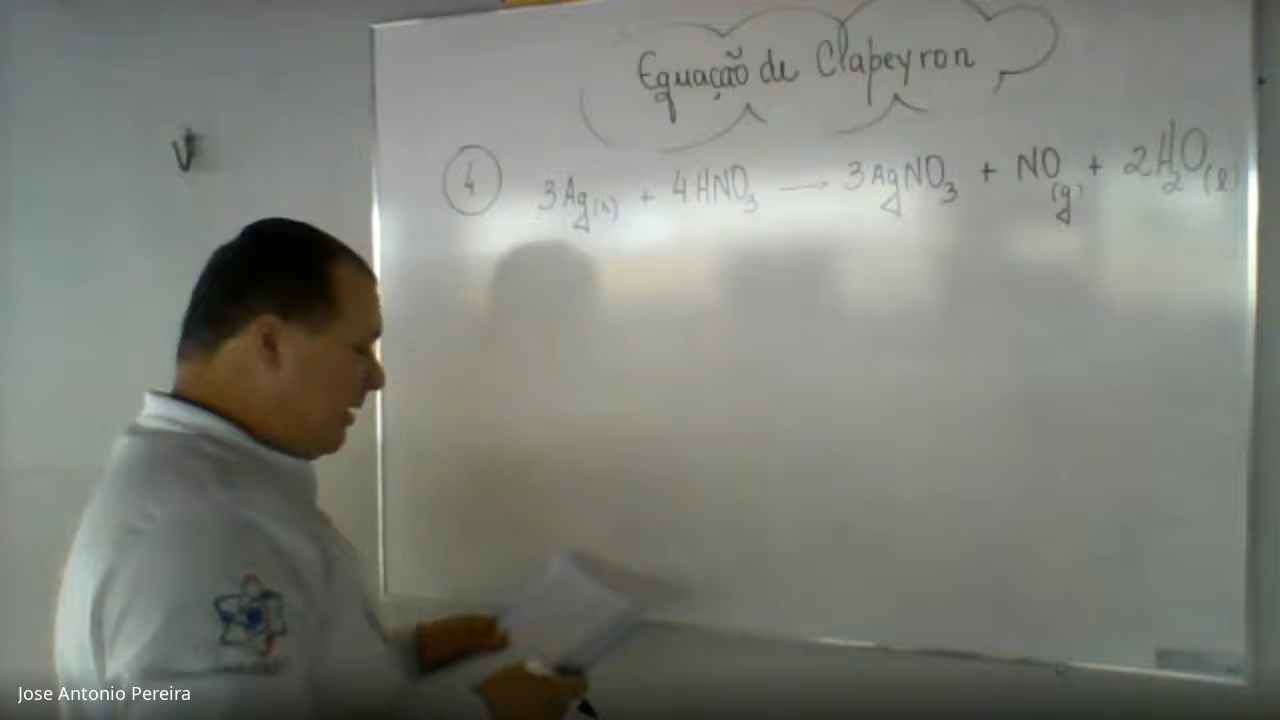 Equação de Clapeyron
4 3Ag(s) + 4HNO3 → 3AgNO3 + NO(g) + 2H2O(l)
Jose Antonio Pereira